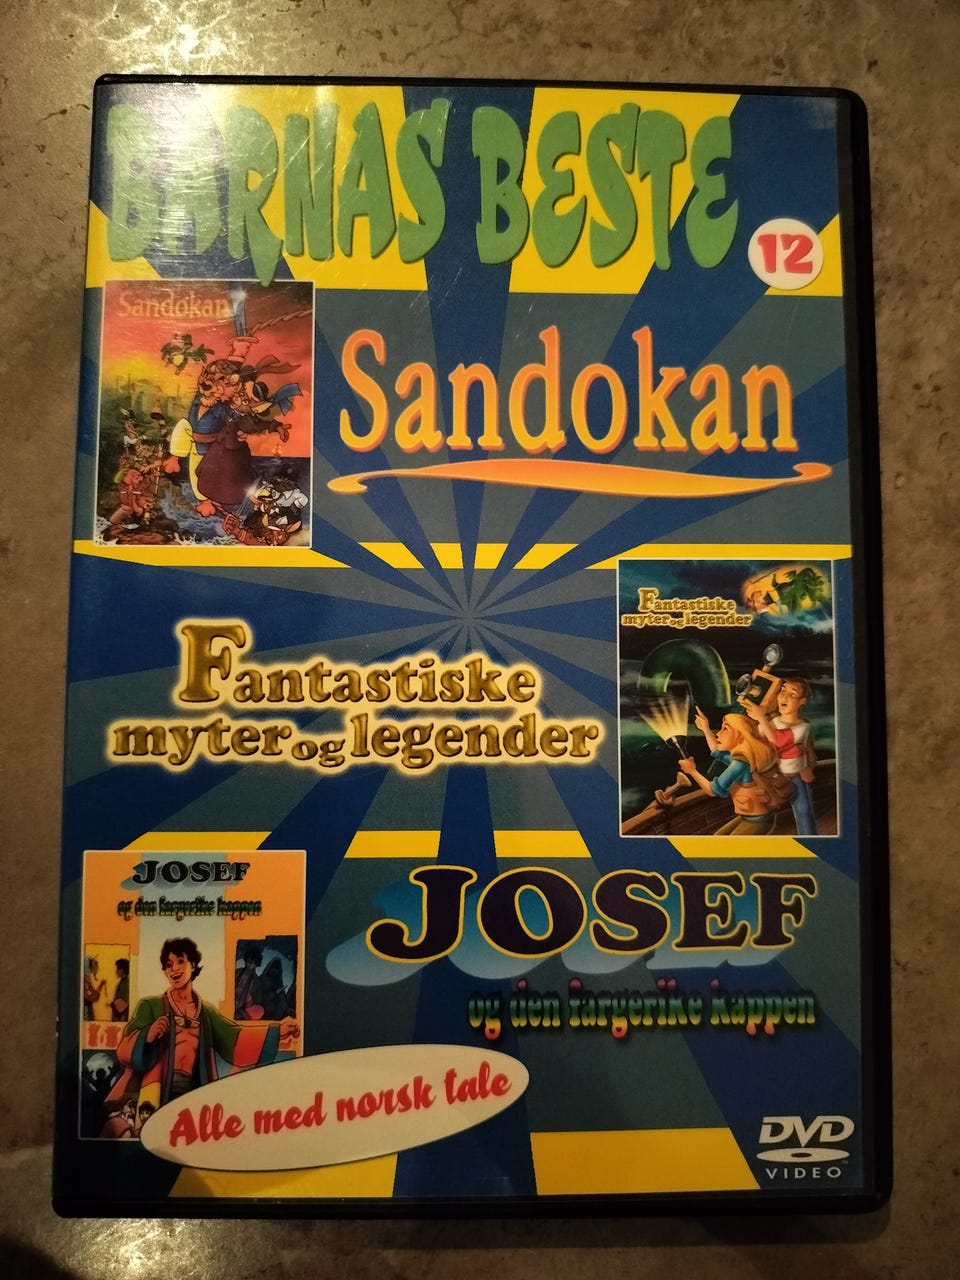 BARNAS BESTE
12
Sandokan
Sandokan
Fantastiske
myter og legender
Fantastiske
myter og legender
JOSEF
og den fargerike kappen
JOSEF
og den fargerike kappen
Alle med norsk tale
DVD
VIDEO